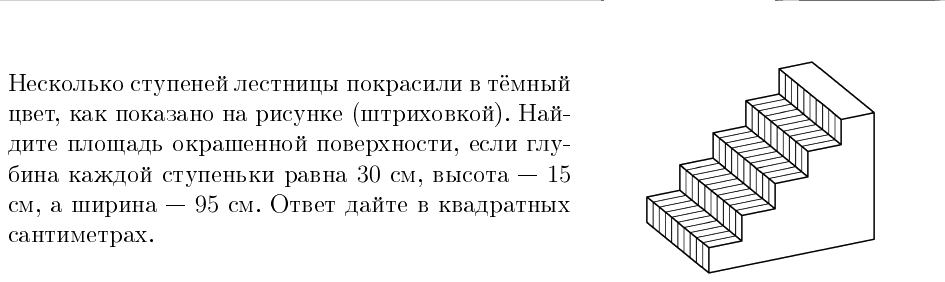 Несколько ступеней лестницы покрасили в тёмный
цвет, как показано на рисунке (штриховкой). Най-
дите площадь окрашенной поверхности, если глу-
бина каждой ступеньки равна 30 см, высота — 15
см, а ширина — 95 см. Ответ дайте в квадратных
сантиметрах.